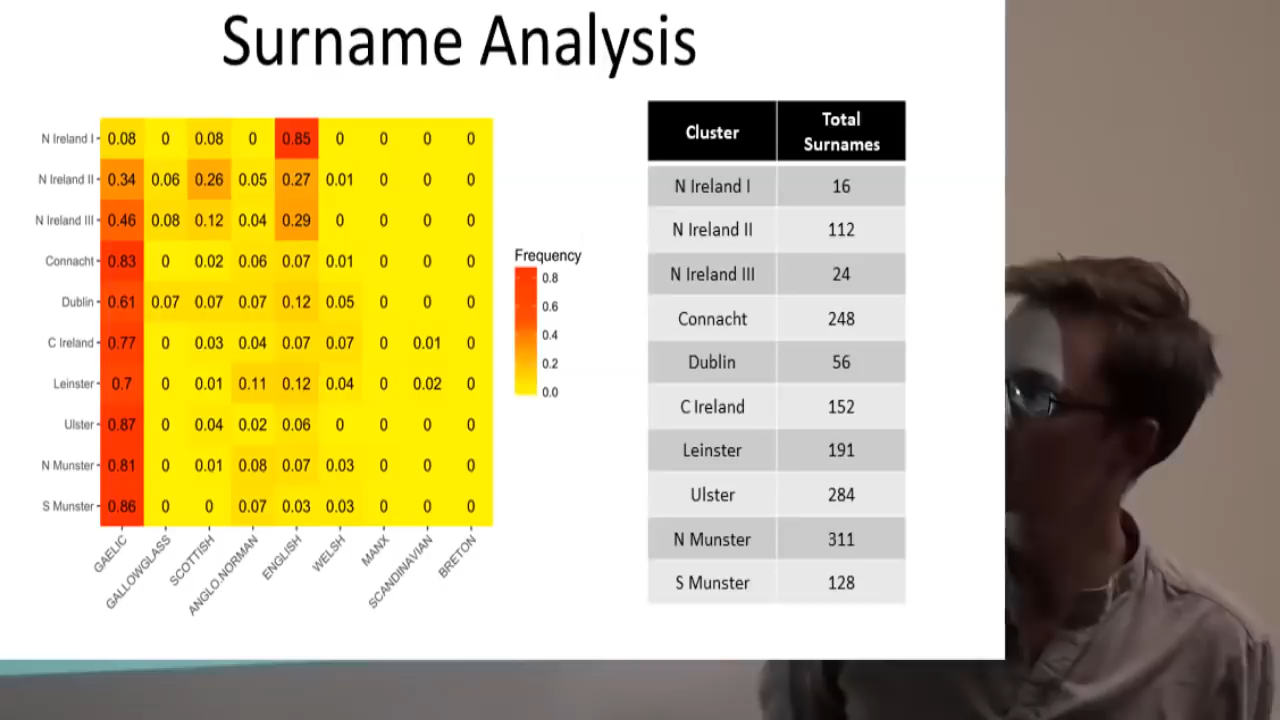 Surname Analysis
N Ireland I 0.08 0 0.08 0 0.85 0 0 0 0
N Ireland II 0.34 0.06 0.26 0.05 0.27 0.01 0 0 0
N Ireland III 0.46 0.08 0.12 0.04 0.29 0 0 0 0
Connacht 0.83 0 0.02 0.06 0.07 0.01 0 0 0
Dublin 0.61 0.07 0.07 0.07 0.12 0.05 0 0 0
C Ireland 0.77 0 0.03 0.04 0.07 0.07 0 0.01 0
Leinster 0.7 0 0.01 0.11 0.12 0.04 0 0.02 0
Ulster 0.87 0 0.04 0.02 0.06 0 0 0 0
N Munster 0.81 0 0.01 0.08 0.07 0.03 0 0 0
S Munster 0.86 0 0 0.07 0.03 0.03 0 0 0
GAELIC GALLOWGLASS SCOTTISH ANGLO.NORMAN ENGLISH WELSH MANX SCANDINAVIAN BRETON
Frequency
0.8
0.6
0.4
0.2
0.0
Cluster Total Surnames
N Ireland I 16
N Ireland II 112
N Ireland III 24
Connacht 248
Dublin 56
C Ireland 152
Leinster 191
Ulster 284
N Munster 311
S Munster 128